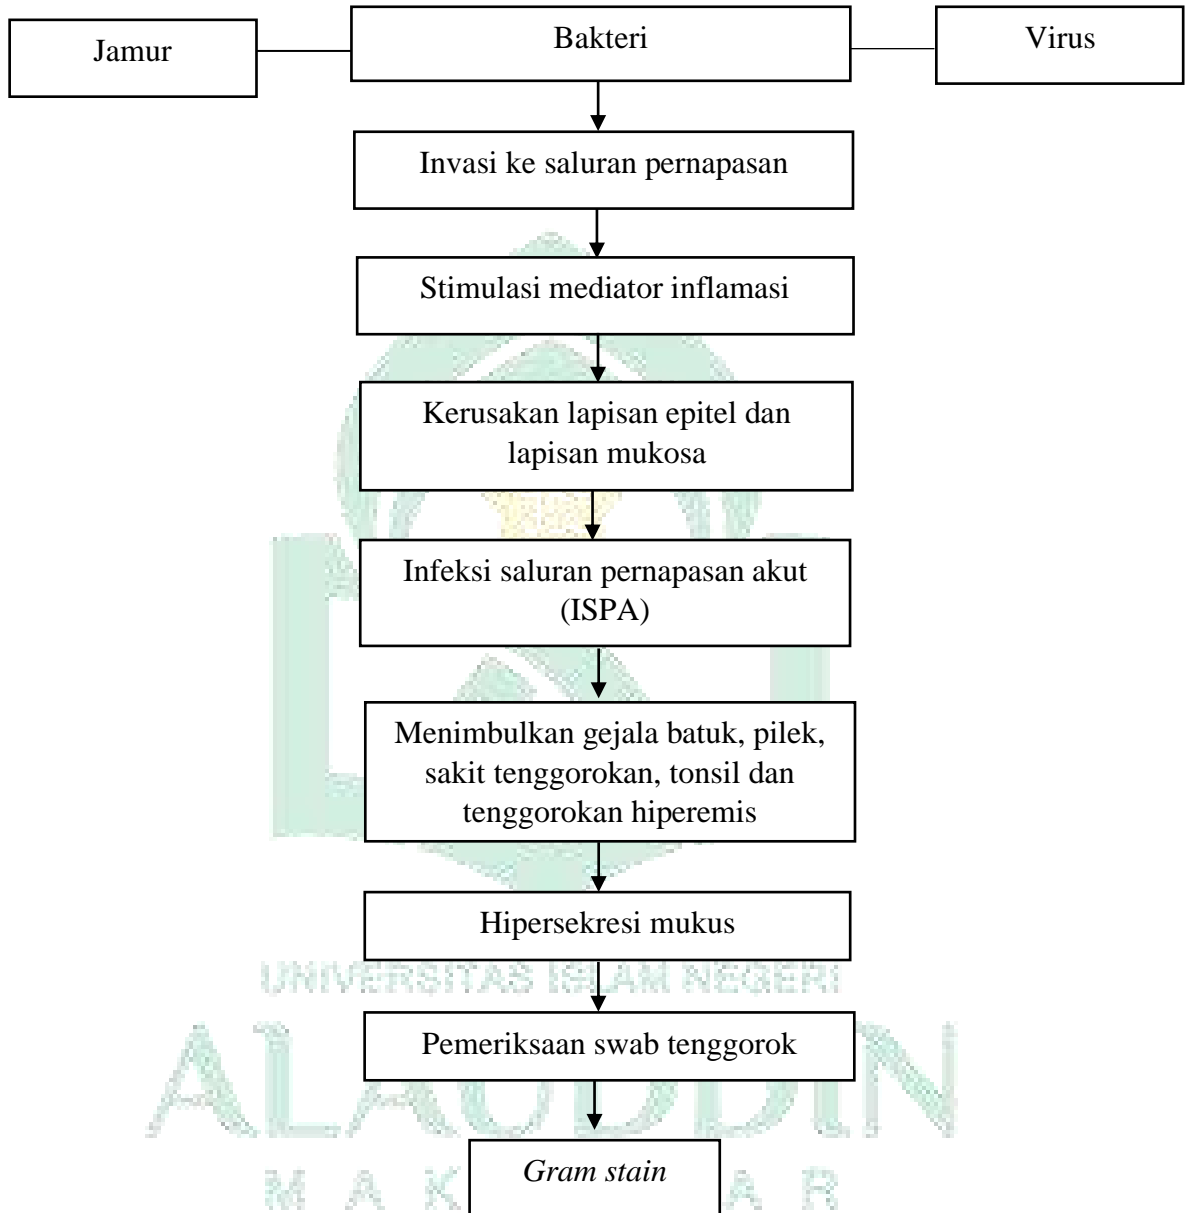 Jamur
Bakteri
Virus
Invasi ke saluran pernapasan
Stimulasi mediator inflamasi
Kerusakan lapisan epitel dan
lapisan mukosa
Infeksi saluran pernapasan akut
(ISPA)
Menimbulkan gejala batuk, pilek,
sakit tenggorokan, tonsil dan
tenggorokan hiperemis
Hipersekresi mukus
UNIVERSITAS ISLAM NEGERI
Pemeriksaan swab tenggorok
ALAUDDIN
Gram stain